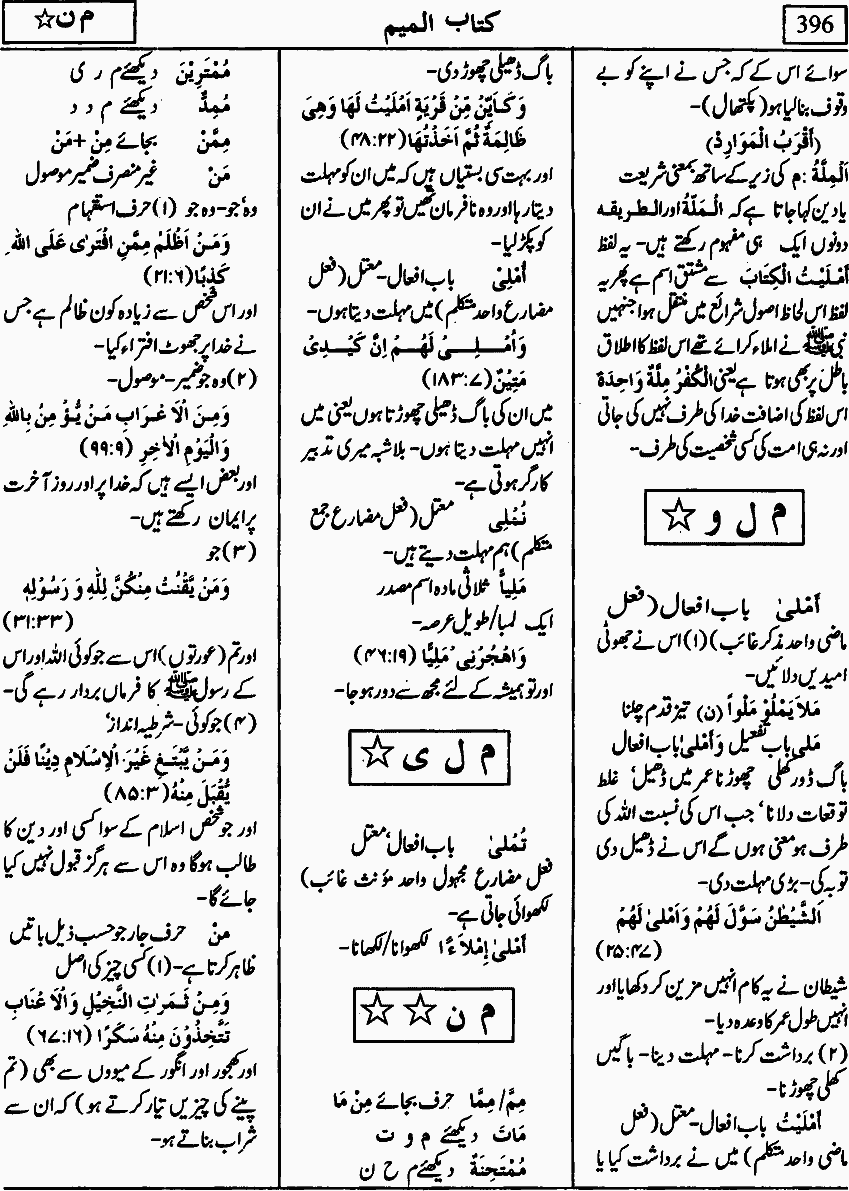 396
کتاب المیم
م ن ☆
سوائے اس کے کہ جس نے اپنے کو بے
وقوف بنا لیا ہو (پکتھال)-
(اَقْرَبُ الْمَوَارِدْ)
اَلْمِلَّةُ : م کی زیر کے ساتھ بمعنی شریعت
یا دین کہا جاتا ہے کہ اَلْمَلَّةُ اور الطریقه
دونوں ایک ہی مفہوم رکھتے ہیں- یہ لفظ
اَمْلَیْتُ الْکِتَابَ سے مشتق اسم ہے پھر یہ
لفظ اس لحاظ اصول شرائع میں منتقل ہوا جنہیں
نبی ﷺ نے املاء کرائے تھے اس لفظ کا اطلاق
باطل پر بھی ہوتا ہے یعنی اَلْکُفْرُ مِلَّةٌ وَاحِدَةٌ
اس لفظ کی اضافت خدا کی طرف نہیں کی جاتی
اور نہ ہی امت کی کسی شخصیت کی طرف-
م ل و ☆
اَمْلیٰ باب افعال (فعل
ماضی واحد مذکر غائب) (۱) اس نے جھوٹی
امیدیں دلائیں-
مَلَا یَمْلُوْ مَلْواً (ن) تیز قدم چلنا
مَلی باب تفعیل وَ اَمْلیٰ باب افعال
باگ ڈور کھلی چھوڑنا عمر میں ڈھیل' غلط
توقعات دلانا' جب اس کی نسبت اللہ کی
طرف ہو معنی ہوں گے اس نے ڈھیل دی
توبہ کی- بڑی مہلت دی-
اَلشَّیْطٰنُ سَوَّلَ لَهُمْ وَاَمْلیٰ لَهُمْ
(۲۵:۴۷)
شیطان نے یہ کام انہیں مزین کر دکھایا اور
انہیں طول عمر کا وعدہ دیا-
(۲) برداشت کرنا- مہلت دینا- باگیں
کھلی چھوڑنا-
اَمْلَیْتُ باب افعال- معتل (فعل
ماضی واحد متکلم) میں نے برداشت کیا یا
باگ ڈھیلی چھوڑ دی-
وَکَاَیِّنْ مِّنْ قَرْیَةٍ اَمْلَیْتُ لَهَا وَهِیَ
ظَالِمَةٌ ثُمَّ اَخَذْتُهَا (۴۸:۲۲)
اور بہت سی بستیاں ہیں کہ میں ان کو مہلت
دیتا رہا اور وہ نافرمان تھیں تو پھر میں نے ان
کو پکڑ لیا-
اُمْلِیْ باب افعال- معتل (فعل
مضارع واحد متکلم) میں مہلت دیتا ہوں-
وَاُمْلِیْ لَهُمْ اِنَّ کَیْدِیْ
مَتِیْنٌ (۱۸۳:۷)
میں ان کی باگ ڈھیلی چھوڑتا ہوں یعنی میں
انہیں مہلت دیتا ہوں- بلاشبہ میری تدبیر
کارگر ہوتی ہے-
نُمْلِی معتل (فعل مضارع جمع
متکلم) ہم مہلت دیتے ہیں-
مَلِیاًّ ثلاثی مادہ اسم مصدر
ایک لمبا/ طویل عرصہ-
وَاهْجُرْنِیْ مَلِیًّا (۴۶:۱۹)
اور تو ہمیشہ کے لئے مجھ سے دور ہو جا-
م ل ی ☆
تُمْلیٰ باب افعال' معتل
فعل مضارع مجہول واحد مؤنث غائب)
لکھوائی جاتی ہے-
اَمْلیٰ اِمْلاَءً ا لکھوانا/ لکھانا-
م ن ☆☆
مِمَّ/ مِمَّا حرف بجائے مِنْ مَا
مَاتَ دیکھئے م و ت
مُمْتَحِنَةٌ دیکھئے م ح ن
مُمْتَرِیْنَ دیکھئے م ر ی
مُمِدٌّ دیکھئے م د د
مِمَّنْ بجائے مِنْ + مَنْ
مَنْ غیر منصرف ضمیر موصول
وہ' جو- وہ جو (۱) حرف استفہام
وَمَنْ اَظْلَمُ مِمَّنِ افْتَرٰی عَلَی اللهِ
کَذِبًا (۲۱:۶)
اور اس شخص سے زیادہ کون ظالم ہے جس
نے خدا پر جھوٹ افتراء کیا-
(۲) وہ جو ضمیر- موصول-
وَمِنَ الْاَعْرَابِ مَنْ یُّؤْمِنُ بِاللهِ
وَالْیَوْمِ الْاٰخِرِ (۹۹:۹)
اور بعض ایسے ہیں کہ خدا پر اور روز آخرت
پر ایمان رکھتے ہیں-
(۳) جو
وَمَنْ یَّقْنُتْ مِنْکُنَّ لِلّٰهِ وَ رَسُوْلِهٖ
(۳۱:۳۳)
اور تم (عورتوں) اس سے جو کوئی اللہ اور اس
کے رسول ﷺ کا فرماں بردار رہے گی-
(۴) جو کوئی- شرطیہ انداز'
وَمَنْ یَّبْتَغِ غَیْرَ الْاِسْلَامِ دِیْنًا فَلَنْ
یُّقْبَلَ مِنْهُ (۸۵:۳)
اور جو شخص اسلام کے سوا کسی اور دین کا
طالب ہو گا وہ اس سے ہرگز قبول نہیں کیا
جائے گا-
مِنْ حرف جار جو حسب ذیل باتیں
ظاہر کرتا ہے- (۱) کسی چیز کی اصل
وَمِنْ ثَمَرٰتِ النَّخِیْلِ وَالْاَعْنَابِ
تَتَّخِذُوْنَ مِنْهُ سَکَرًا (۶۷:۱۶)
اور کھجور اور انگور کے میووں سے بھی (تم
پینے کی چیزیں تیار کرتے ہو) کہ ان سے
شراب بناتے ہو-